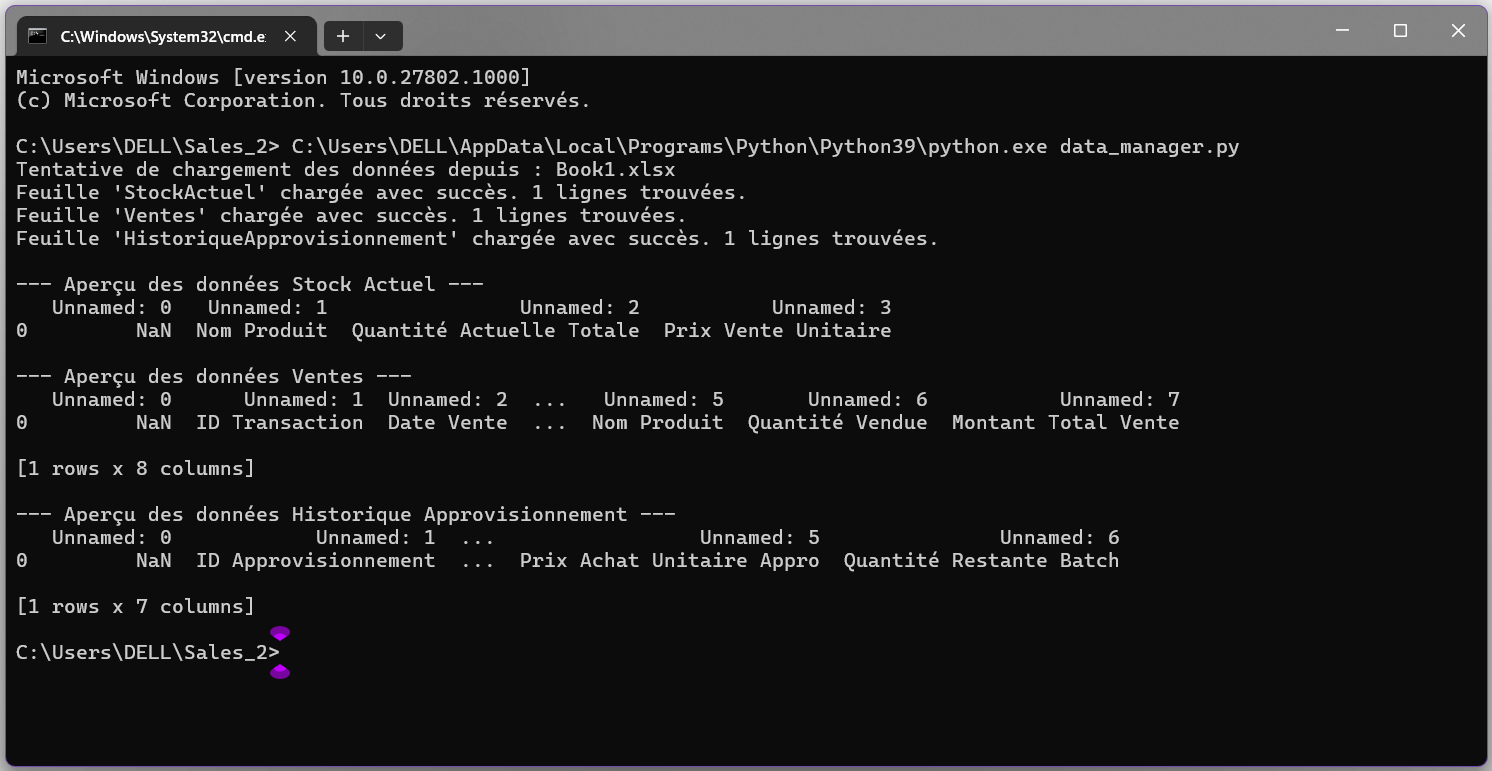 C:\Windows\System32\cmd.e
Microsoft Windows [version 10.0.27802.1000]
(c) Microsoft Corporation. Tous droits réservés.
C:\Users\DELL\Sales_2> C:\Users\DELL\AppData\Local\Programs\Python\Python39\python.exe data_manager.py
Tentative de chargement des données depuis : Book1.xlsx
Feuille 'StockActuel' chargée avec succès. 1 lignes trouvées.
Feuille 'Ventes' chargée avec succès. 1 lignes trouvées.
Feuille 'HistoriqueApprovisionnement' chargée avec succès. 1 lignes trouvées.
--- Aperçu des données Stock Actuel ---
   Unnamed: 0   Unnamed: 1                Unnamed: 2           Unnamed: 3
0         NaN  Nom Produit  Quantité Actuelle Totale  Prix Vente Unitaire
--- Aperçu des données Ventes ---
   Unnamed: 0      Unnamed: 1  Unnamed: 2  ...   Unnamed: 5       Unnamed: 6           Unnamed: 7
0         NaN  ID Transaction  Date Vente  ...  Nom Produit  Quantité Vendue  Montant Total Vente
[1 rows x 8 columns]
--- Aperçu des données Historique Approvisionnement ---
   Unnamed: 0            Unnamed: 1  ...                 Unnamed: 5               Unnamed: 6
0         NaN  ID Approvisionnement  ...  Prix Achat Unitaire Appro  Quantité Restante Batch
[1 rows x 7 columns]
C:\Users\DELL\Sales_2>